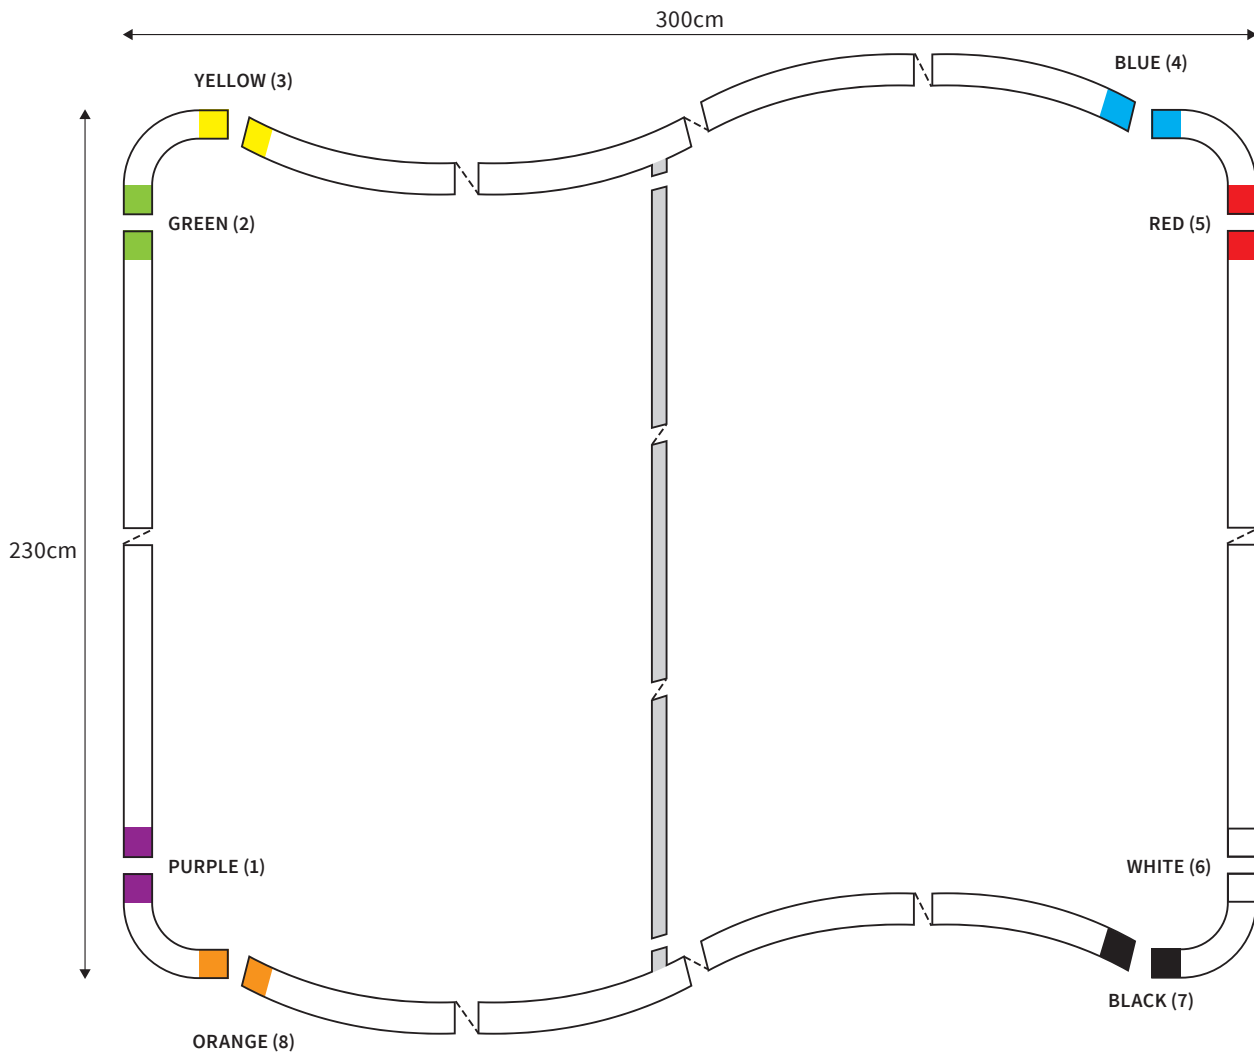 300cm
YELLOW (3)
BLUE (4)
GREEN (2)
RED (5)
230cm
PURPLE (1)
WHITE (6)
ORANGE (8)
BLACK (7)